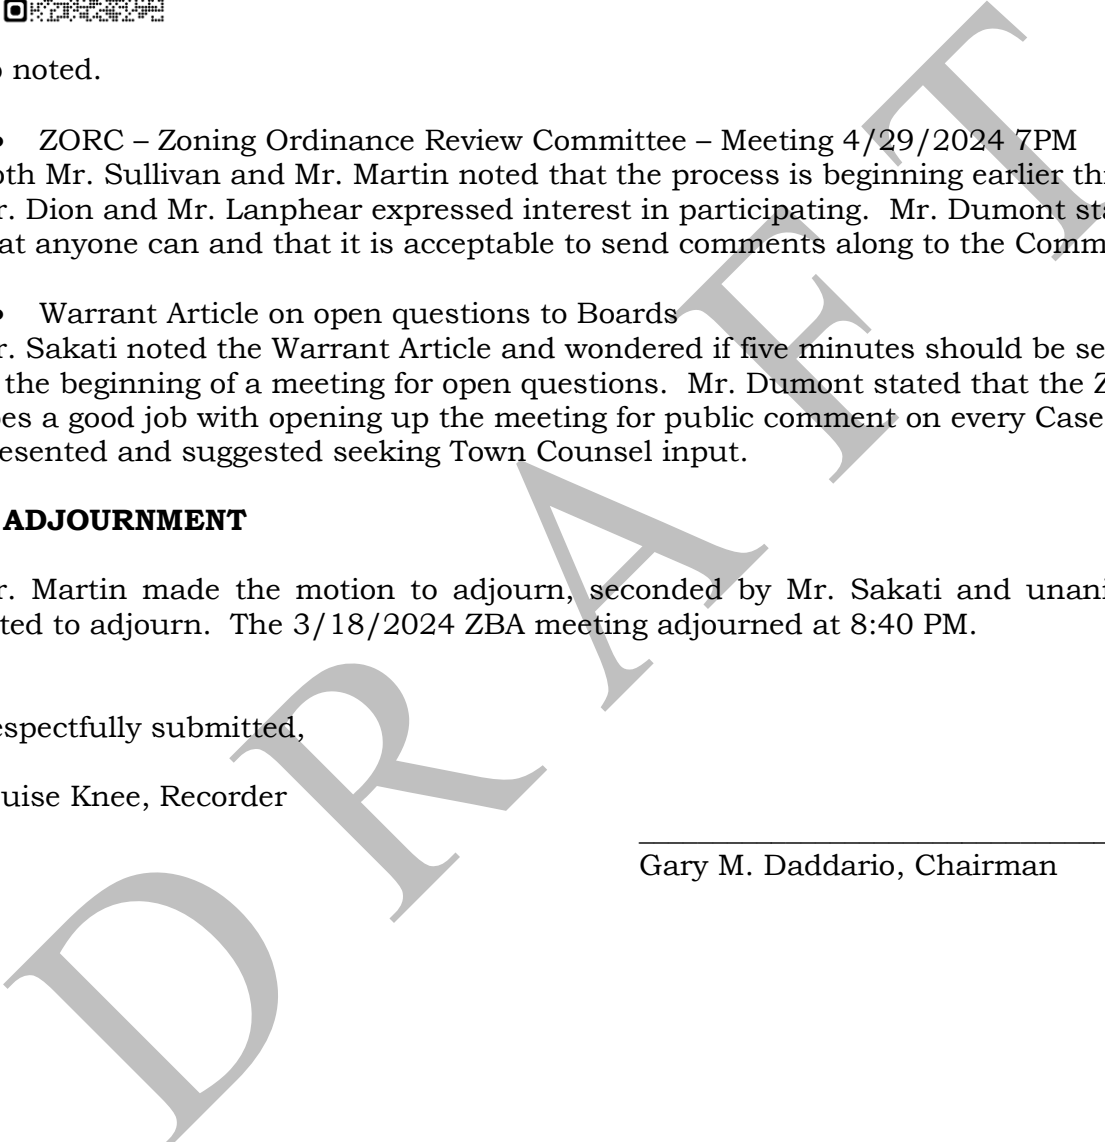 noted.
• ZORC – Zoning Ordinance Review Committee – Meeting 4/29/2024 7PM
oth Mr. Sullivan and Mr. Martin noted that the process is beginning earlier thi
r. Dion and Mr. Lanphear expressed interest in participating.  Mr. Dumont sta
at anyone can and that it is acceptable to send comments along to the Comm
• Warrant Article on open questions to Boards
r. Sakati noted the Warrant Article and wondered if five minutes should be se
the beginning of a meeting for open questions.  Mr. Dumont stated that the Z
oes a good job with opening up the meeting for public comment on every Case
esented and suggested seeking Town Counsel input.
ADJOURNMENT
r. Martin made the motion to adjourn, seconded by Mr. Sakati and unani
ted to adjourn.  The 3/18/2024 ZBA meeting adjourned at 8:40 PM.
espectfully submitted,
uise Knee, Recorder
Gary M. Daddario, Chairman
DRAFT